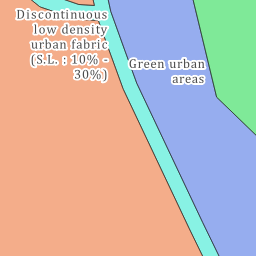 Discontinuous
low density
urban fabric
(S.L. : 10% -
30%)
Green urban
areas